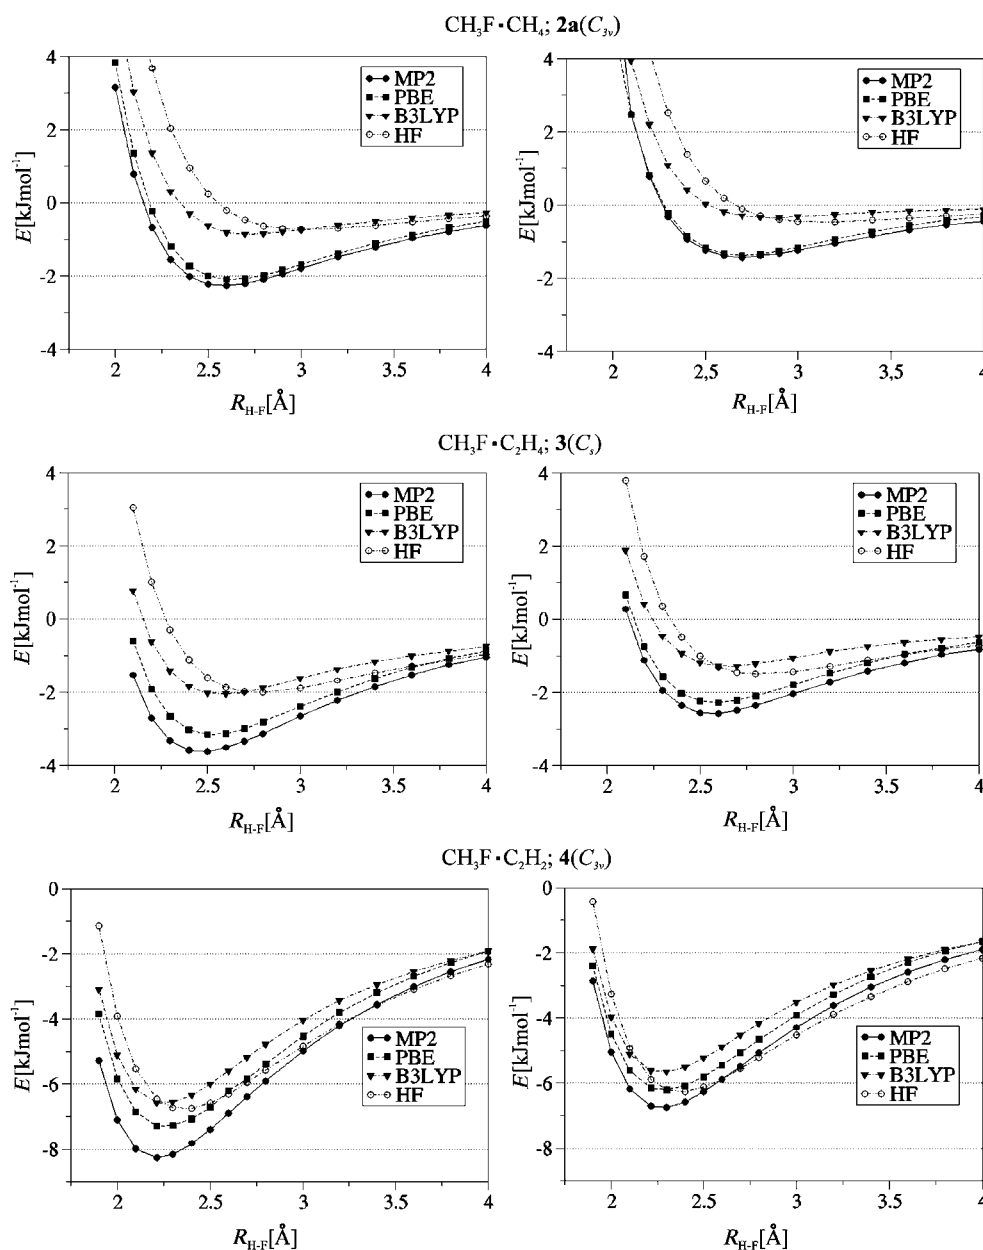 CH₃F·CH₄; 2a(C₃ᵥ)
4
2
0
-2
-4
E[kJmol⁻¹]
MP2
PBE
B3LYP
HF
2
2.5
3
3.5
4
R_H-F[Å]
4
2
0
-2
-4
E[kJmol⁻¹]
MP2
PBE
B3LYP
HF
2
2,5
3
3,5
4
R_H-F[Å]
CH₃F·C₂H₄; 3(Cₛ)
4
2
0
-2
-4
E[kJmol⁻¹]
MP2
PBE
B3LYP
HF
2
2.5
3
3.5
4
R_H-F[Å]
4
2
0
-2
-4
E[kJmol⁻¹]
MP2
PBE
B3LYP
HF
2
2.5
3
3.5
4
R_H-F[Å]
CH₃F·C₂H₂; 4(C₃ᵥ)
0
-2
-4
-6
-8
E[kJmol⁻¹]
MP2
PBE
B3LYP
HF
2
2.5
3
3.5
4
R_H-F[Å]
0
-2
-4
-6
-8
E[kJmol⁻¹]
MP2
PBE
B3LYP
HF
2
2.5
3
3.5
4
R_H-F[Å]